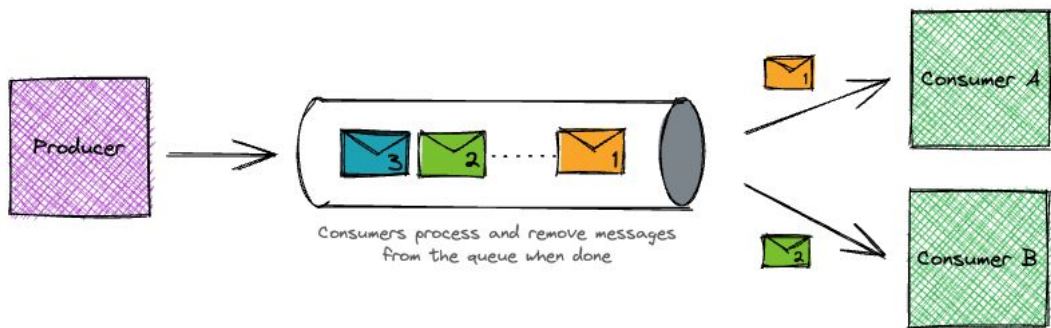 Producer
3
2
1
Consumers process and remove messages
from the queue when done
1
Consumer A
2
Consumer B